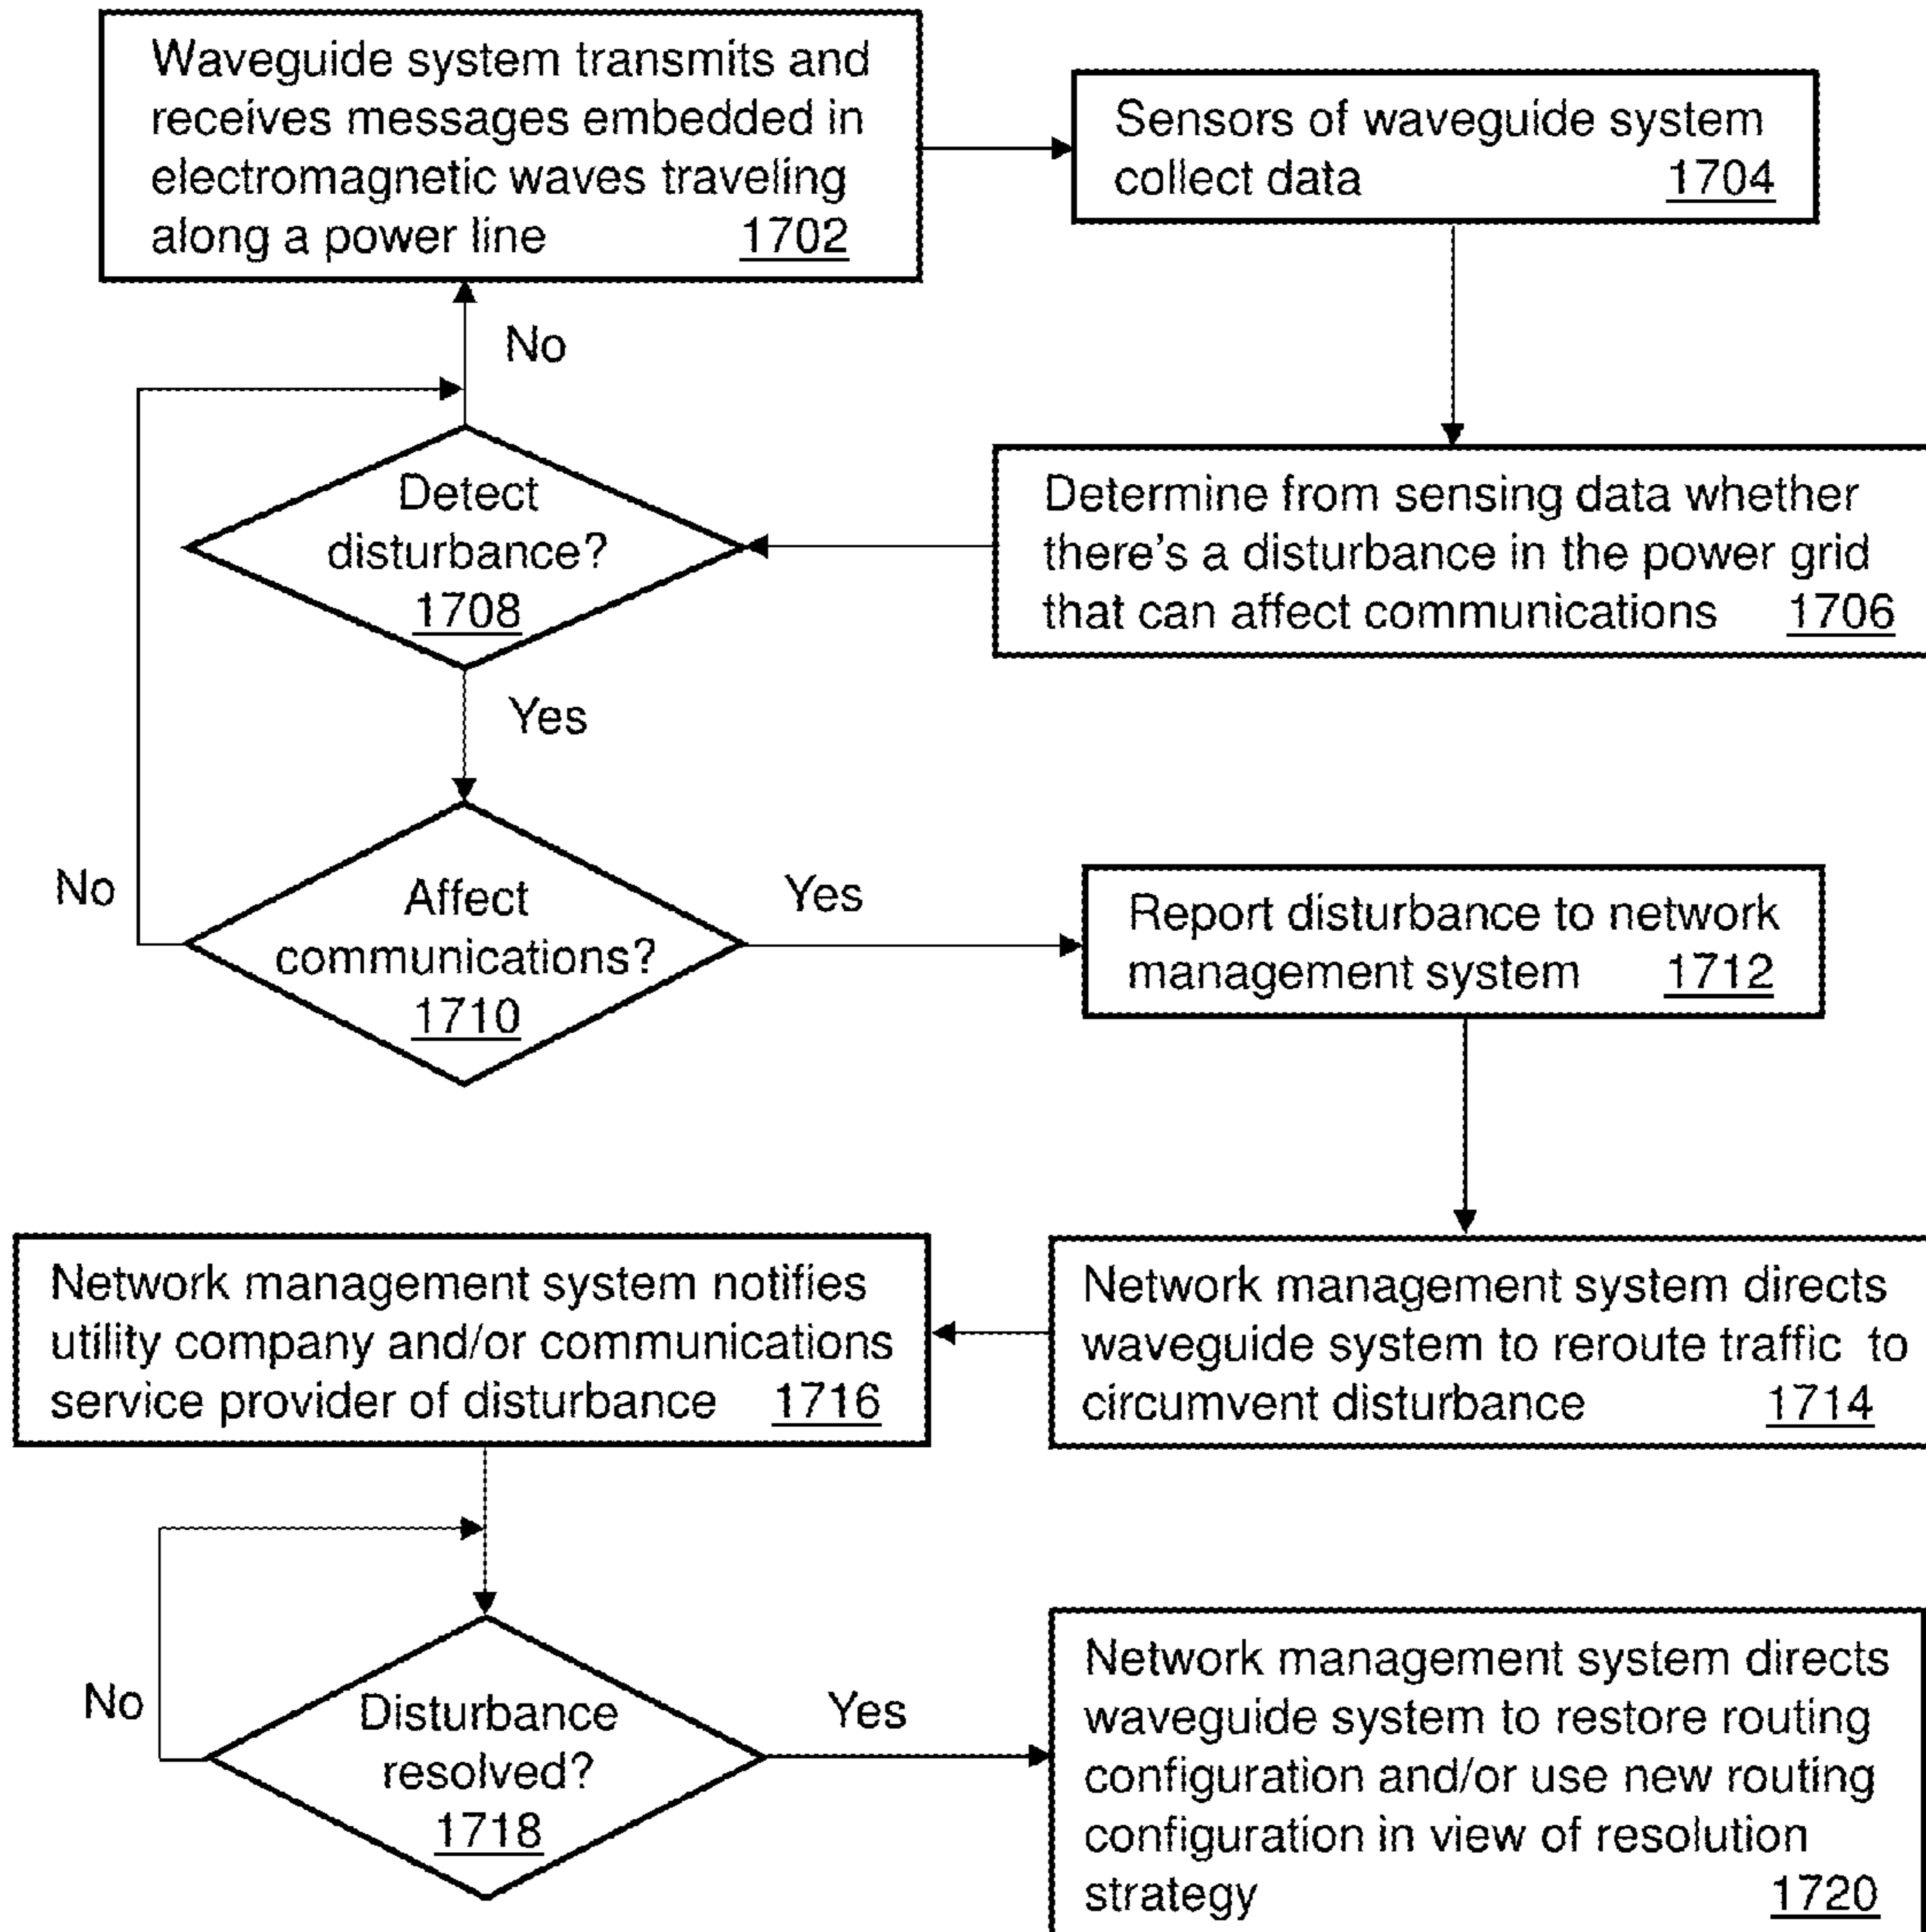 Waveguide system transmits and
receives messages embedded in
electromagnetic waves traveling
along a power line 1702
Sensors of waveguide system
collect data 1704
No
Detect
disturbance?
1708
Determine from sensing data whether
there's a disturbance in the power grid
that can affect communications 1706
Yes
No
Affect
communications?
1710
Yes
Report disturbance to network
management system 1712
Network management system notifies
utility company and/or communications
service provider of disturbance 1716
Network management system directs
waveguide system to reroute traffic to
circumvent disturbance 1714
No
Disturbance
resolved?
1718
Yes
Network management system directs
waveguide system to restore routing
configuration and/or use new routing
configuration in view of resolution
strategy 1720